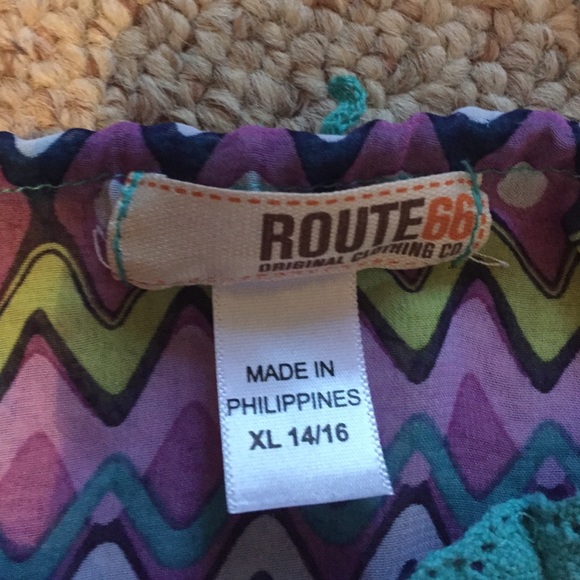 ROUTE66
ORIGINAL CLOTHING CO.
MADE IN
PHILIPPINES
XL 14/16